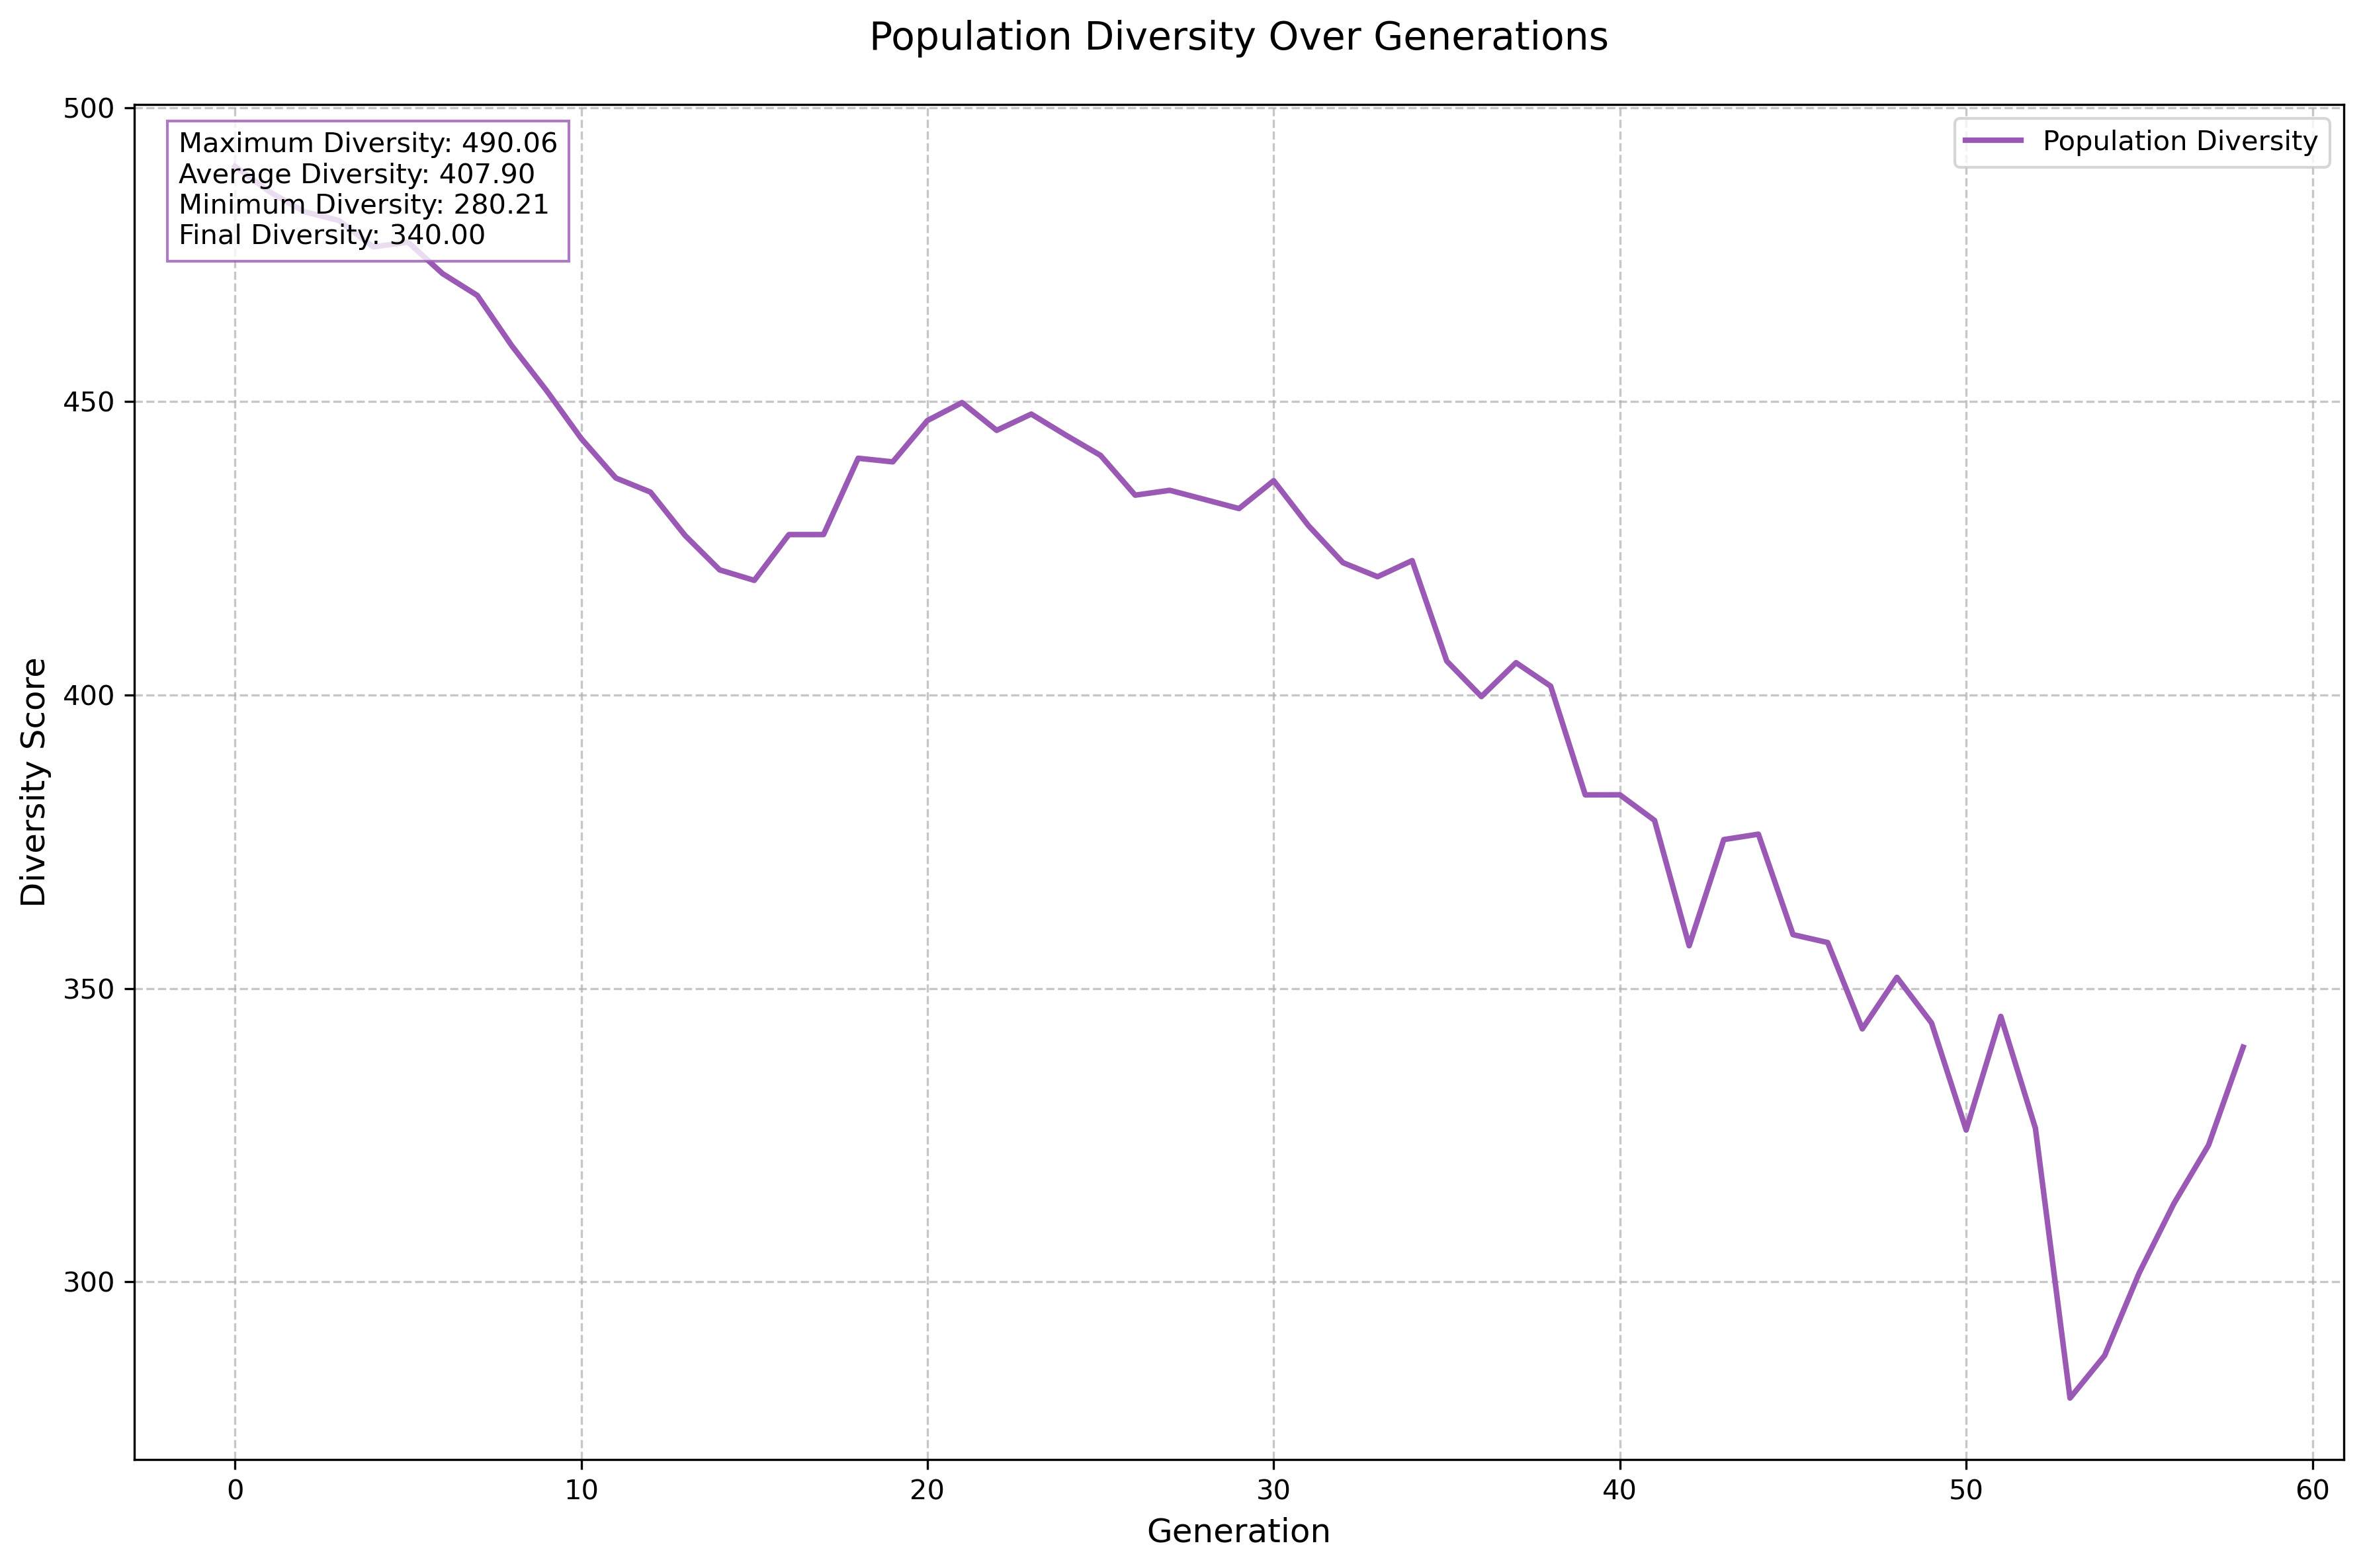 Population Diversity Over Generations
Maximum Diversity: 490.06
Average Diversity: 407.90
Minimum Diversity: 280.21
Final Diversity: 340.00
Population Diversity
Diversity Score
500
450
400
350
300
0 10 20 30 40 50 60
Generation